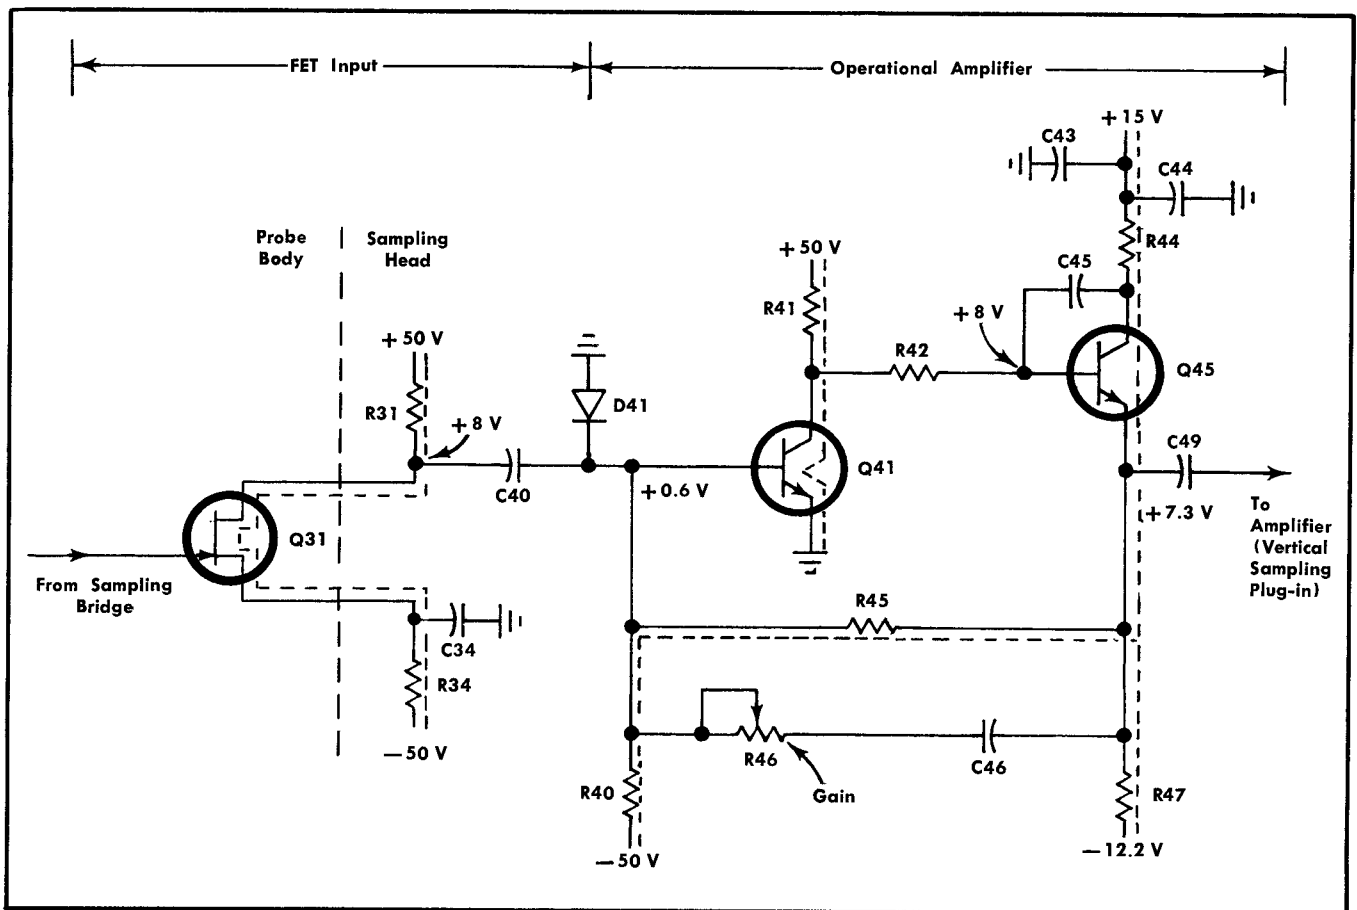 FET Input
Operational Amplifier
+15 V
C43
C44
Probe
Body
Sampling
Head
+50 V
R44
C45
R41
+50 V
+8 V
R42
Q45
R31
+8 V
D41
C49
C40
+0.6 V
Q41
+7.3 V
To
Amplifier
(Vertical
Sampling
Plug-in)
Q31
From Sampling
Bridge
R45
C34
R34
R46
C46
−50 V
R40
Gain
R47
−50 V
−12.2 V